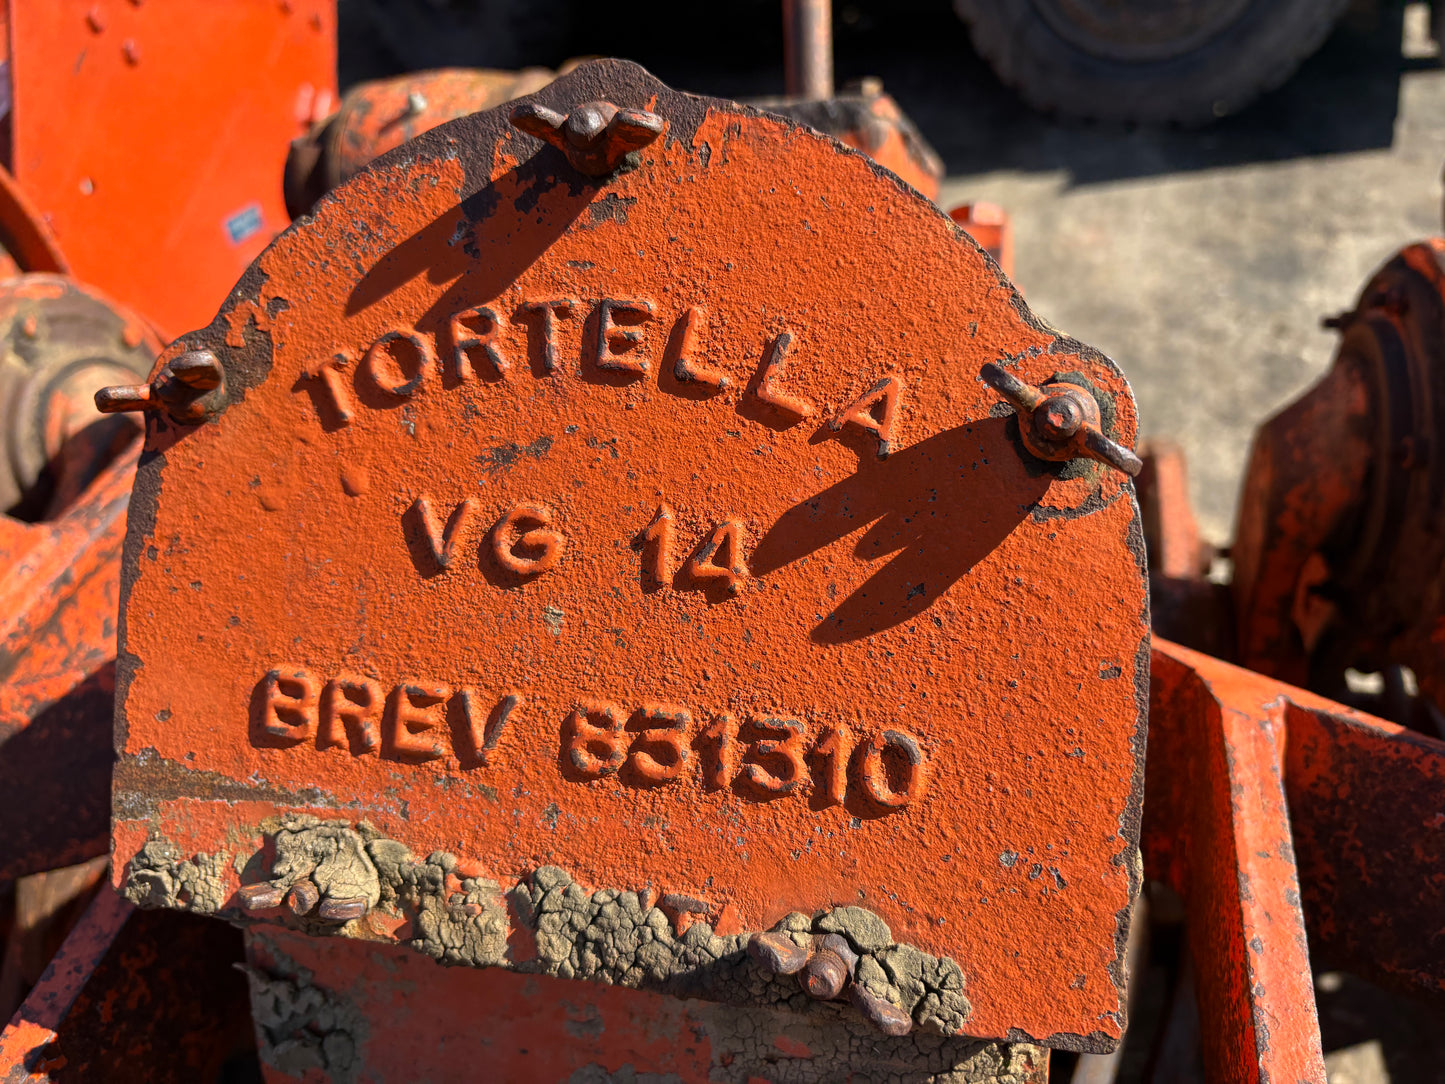 TORTELLA
VG 14
BREV 831310